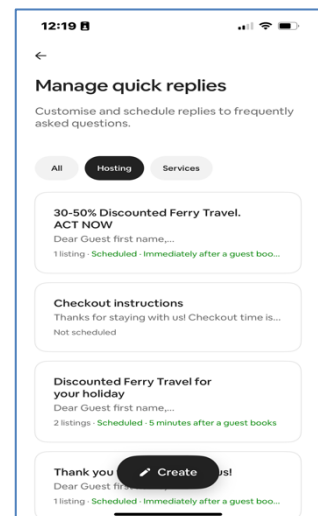 12:19
Manage quick replies
Customise and schedule replies to frequently
asked questions.
All Hosting Services
30-50% Discounted Ferry Travel.
ACT NOW
Dear Guest first name,...
1 listing · Scheduled · Immediately after a guest boo...
Checkout instructions
Thanks for staying with us! Checkout time is...
Not scheduled
Discounted Ferry Travel for
your holiday
Dear Guest first name,...
2 listings · Scheduled · 5 minutes after a guest books
Thank you us!
Create
Dear Guest
1 listing · Scheduled · Immediately after a guest boo...